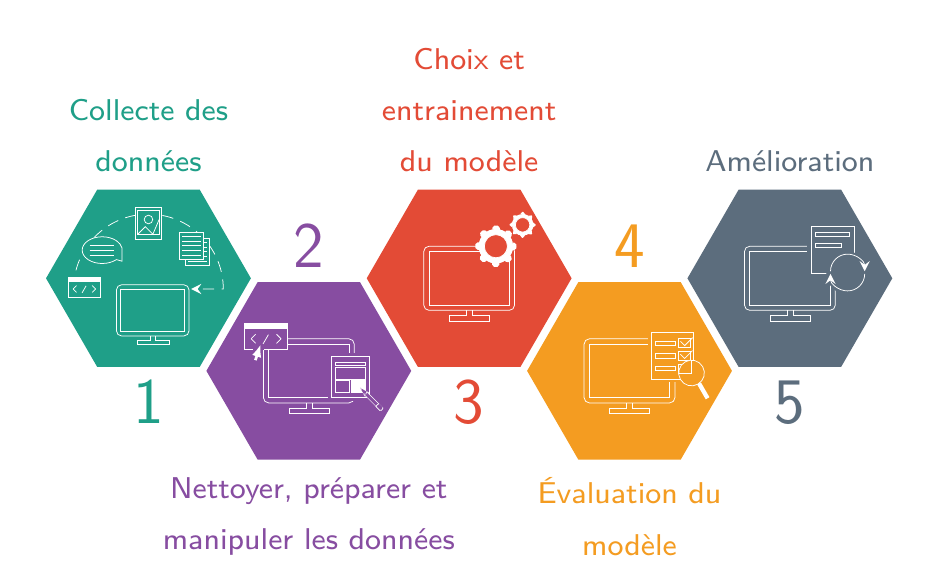 Collecte des
données
1
2
Nettoyer, préparer et
manipuler les données
Choix et
entrainement
du modèle
3
4
Évaluation du
modèle
Amélioration
5